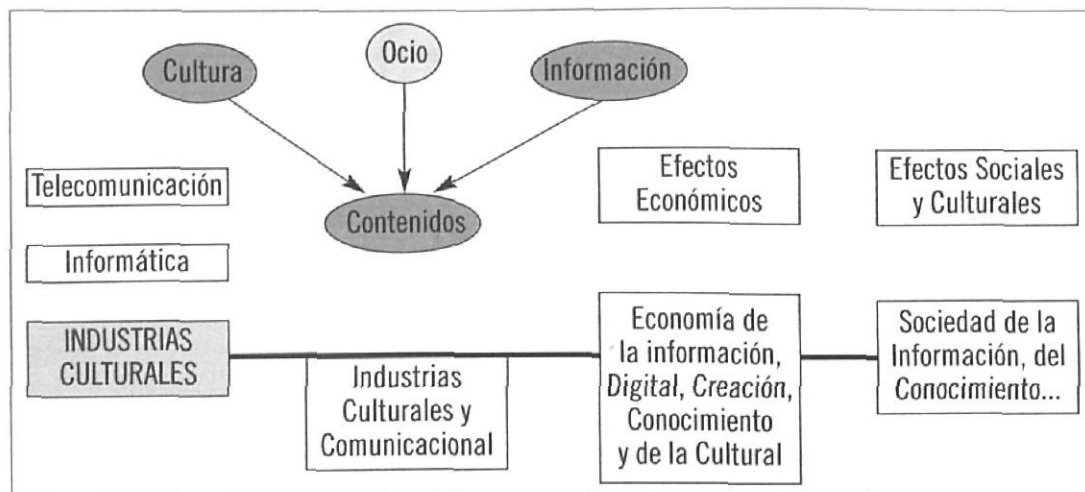 Ocio
Cultura
Información
Telecomunicación
Contenidos
Efectos
Económicos
Efectos Sociales
y Culturales
Informática
INDUSTRIAS
CULTURALES
Industrias
Culturales y
Comunicacional
Economía de
la información,
Digital, Creación,
Conocimiento
y de la Cultural
Sociedad de la
Información, del
Conocimiento...